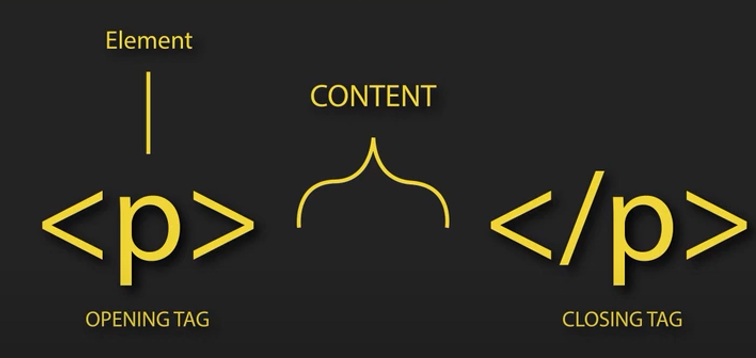 Element
CONTENT
<p> </p>
OPENING TAG CLOSING TAG